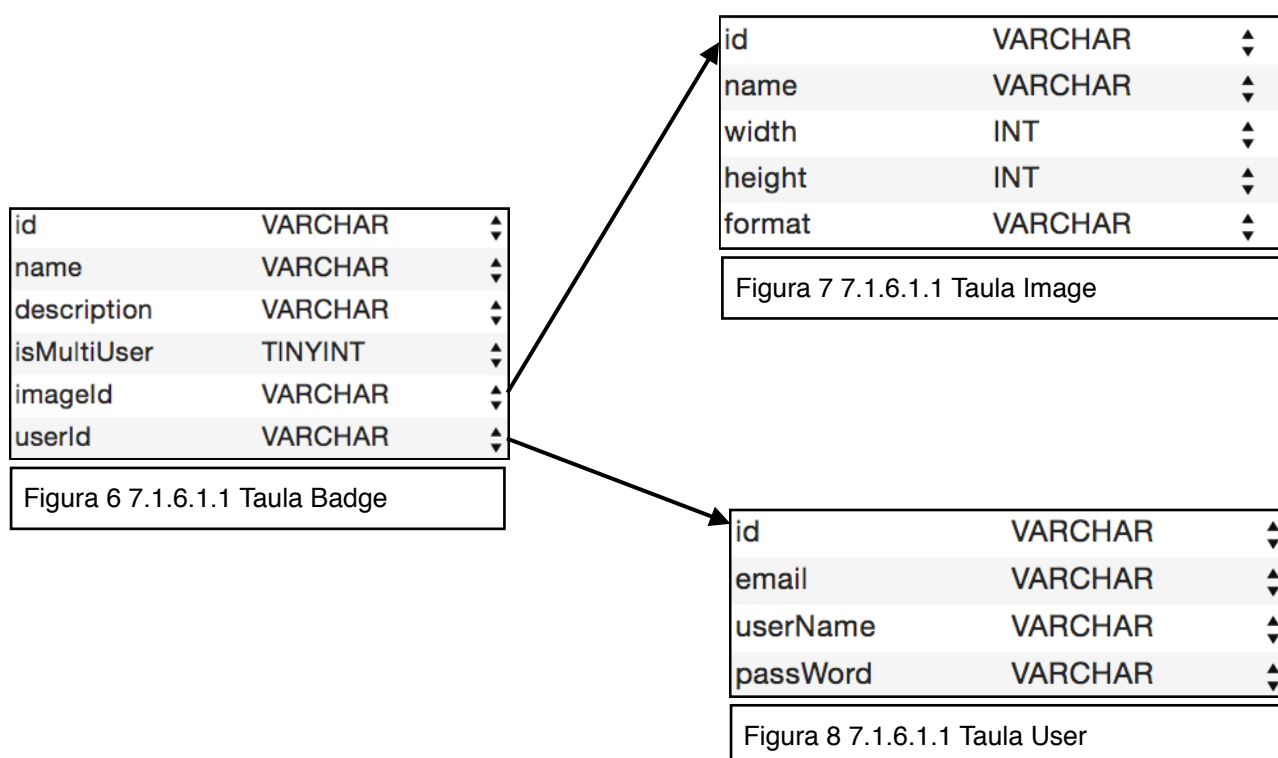 id VARCHAR
name VARCHAR
description VARCHAR
isMultiUser TINYINT
imageId VARCHAR
userId VARCHAR
Figura 6 7.1.6.1.1 Taula Badge
id VARCHAR
name VARCHAR
width INT
height INT
format VARCHAR
Figura 7 7.1.6.1.1 Taula Image
id VARCHAR
email VARCHAR
userName VARCHAR
passWord VARCHAR
Figura 8 7.1.6.1.1 Taula User